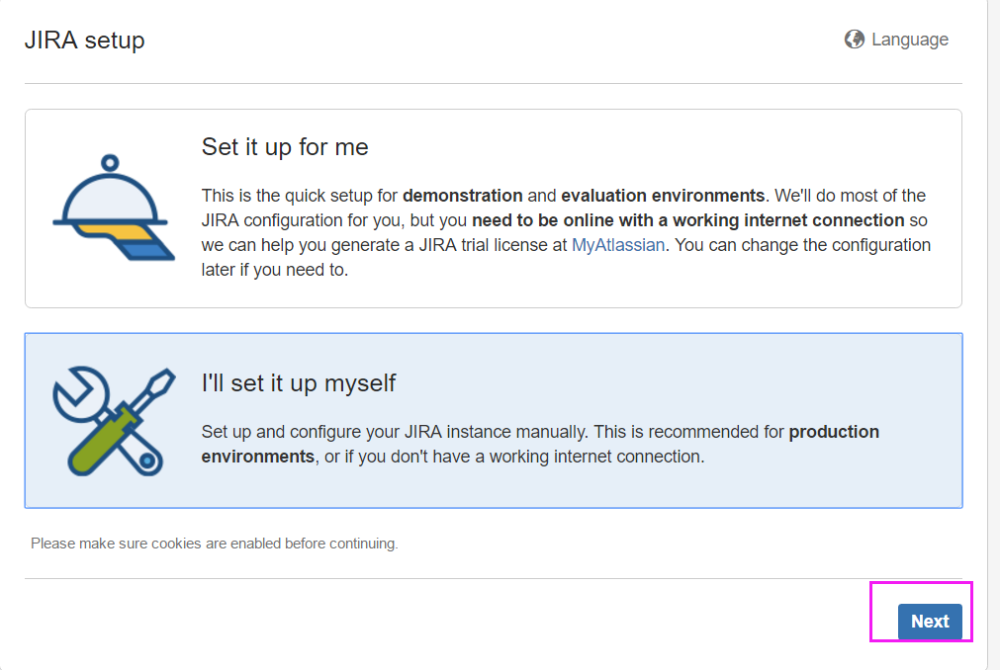 JIRA setup
Language
Set it up for me
This is the quick setup for demonstration and evaluation environments. We'll do most of the
JIRA configuration for you, but you need to be online with a working internet connection so
we can help you generate a JIRA trial license at MyAtlassian. You can change the configuration
later if you need to.
I'll set it up myself
Set up and configure your JIRA instance manually. This is recommended for production
environments, or if you don't have a working internet connection.
Please make sure cookies are enabled before continuing.
Next